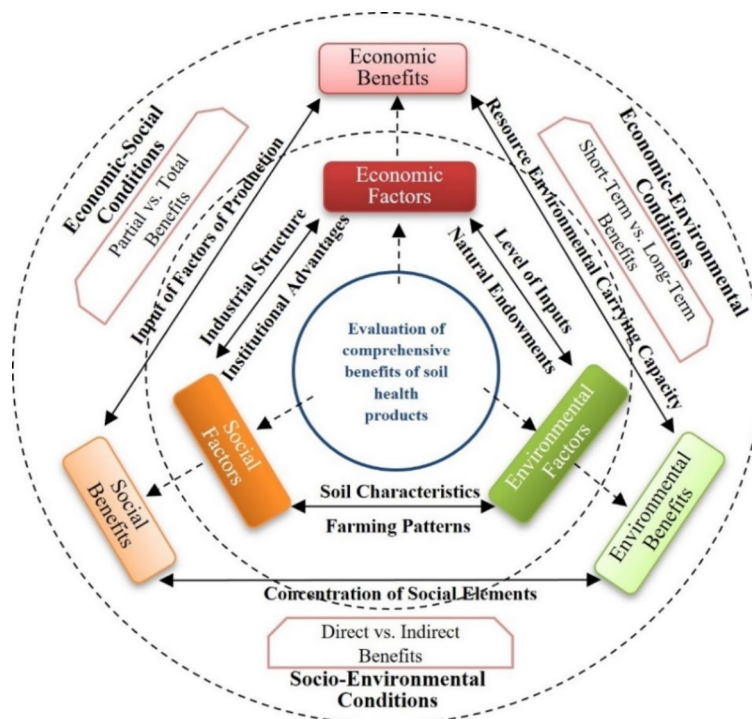 Economic
Benefits
Economic-Social
Conditions
Partial vs. Total
Benefits
Input of Factors of Production
Economic-Environmental
Conditions
Short-Term vs. Long-Term
Benefits
Resource Environmental Carrying Capacity
Economic
Factors
Industrial Structure
Institutional Advantages
Level of Inputs
Natural Endowments
Evaluation of
comprehensive
benefits of soil
health
products
Social
Factors
Environmental
Factors
Social
Benefits
Environmental
Benefits
Soil Characteristics
Farming Patterns
Concentration of Social Elements
Direct vs. Indirect
Benefits
Socio-Environmental
Conditions